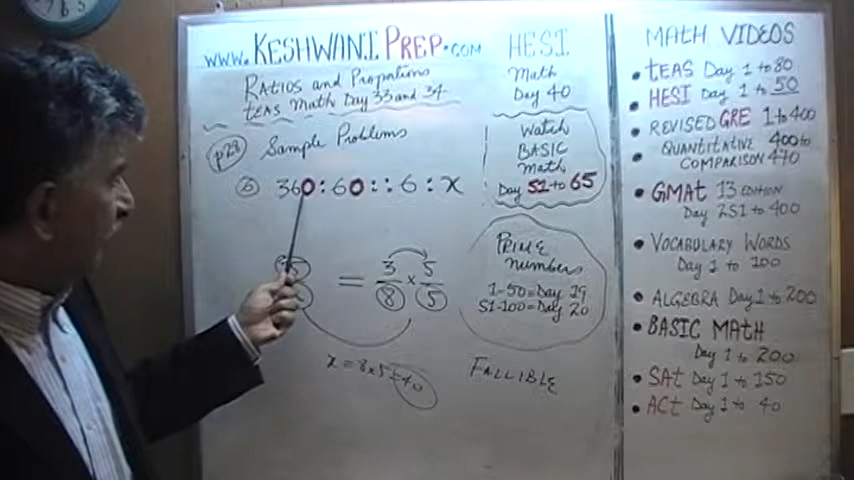 www.KESHWANIPREP.com
RATIOS and PROPATIONS
TEAS Math Day 33 and 34
p28 Sample Problems
6 360:60::6:x
= 3/8 x 5/5
x = 8x5=40
HESI
Math
Day 40
Watch
BASIC
Math
Day 51 to 65
PRIME
Numbers
1-50=Day 19
51-100=Day 20
FALLIBLE
MATH VIDEOS
• TEAS Day 1 to 80
• HESI Day 1 to 50
• REVISED GRE 1 to 400
• QUANTITATIVE 400 to
COMPARISON 470
• GMAT 13 EDITION
Day 251 to 400
• VOCABULARY WORDS
Day 1 to 100
• ALGEBRA Day 1 to 200
• BASIC MATH
Day 1 to 200
• SAT Day 1 to 150
• ACT Day 1 to 40